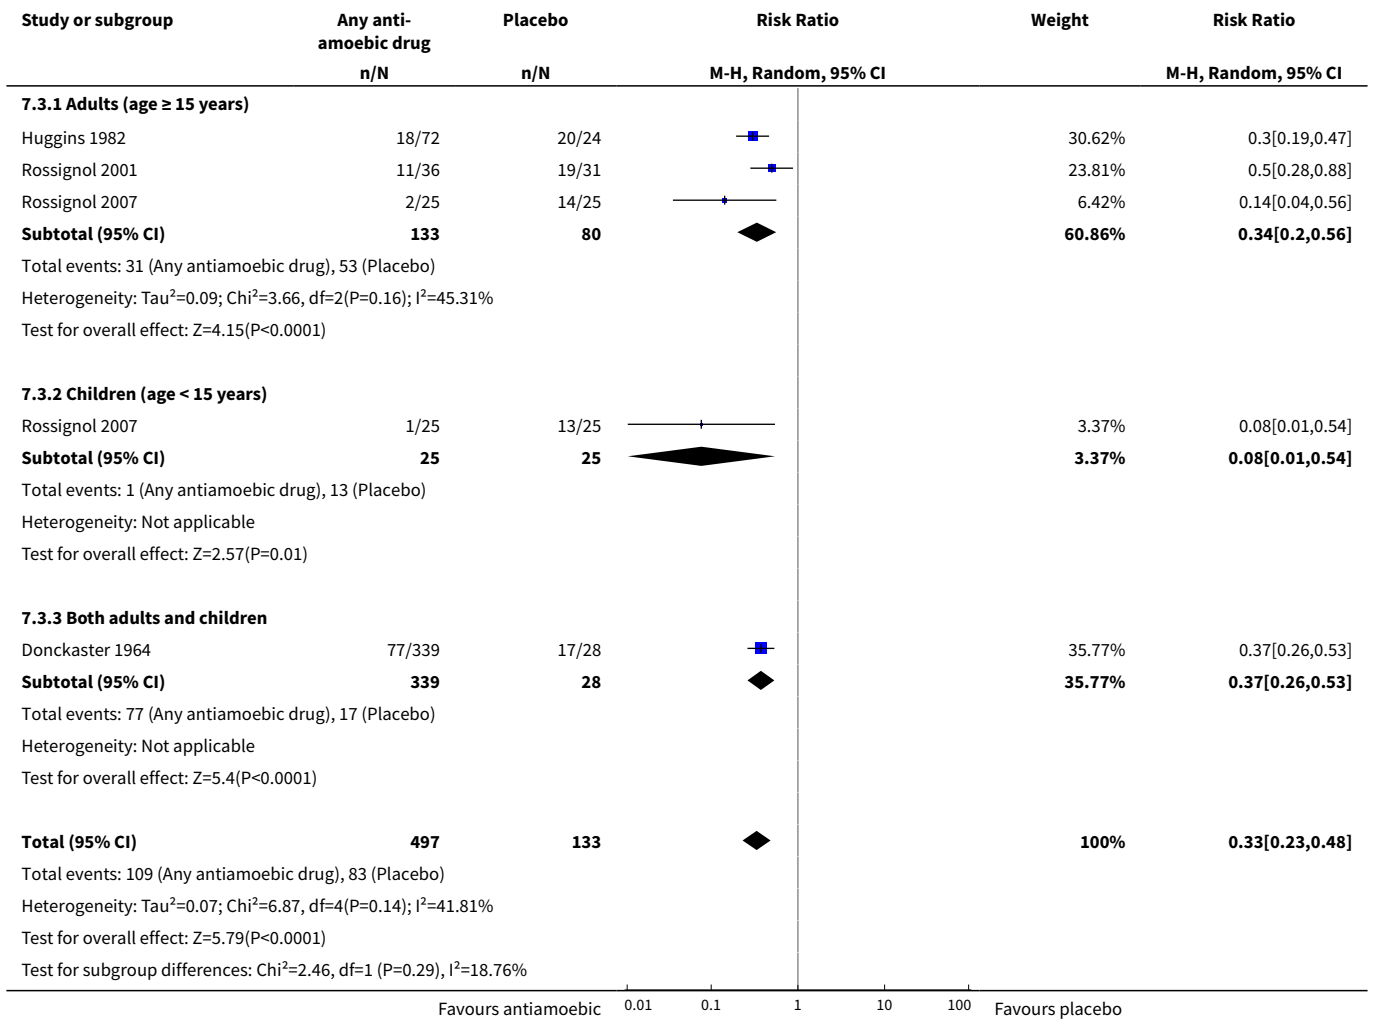 Study or subgroup Any anti- Placebo Risk Ratio Weight Risk Ratio
amoebic drug
n/N n/N M-H, Random, 95% CI M-H, Random, 95% CI
7.3.1 Adults (age ≥ 15 years)
Huggins 1982 18/72 20/24 30.62% 0.3[0.19,0.47]
Rossignol 2001 11/36 19/31 23.81% 0.5[0.28,0.88]
Rossignol 2007 2/25 14/25 6.42% 0.14[0.04,0.56]
Subtotal (95% CI) 133 80 60.86% 0.34[0.2,0.56]
Total events: 31 (Any antiamoebic drug), 53 (Placebo)
Heterogeneity: Tau²=0.09; Chi²=3.66, df=2(P=0.16); I²=45.31%
Test for overall effect: Z=4.15(P<0.0001)
7.3.2 Children (age < 15 years)
Rossignol 2007 1/25 13/25 3.37% 0.08[0.01,0.54]
Subtotal (95% CI) 25 25 3.37% 0.08[0.01,0.54]
Total events: 1 (Any antiamoebic drug), 13 (Placebo)
Heterogeneity: Not applicable
Test for overall effect: Z=2.57(P=0.01)
7.3.3 Both adults and children
Donckaster 1964 77/339 17/28 35.77% 0.37[0.26,0.53]
Subtotal (95% CI) 339 28 35.77% 0.37[0.26,0.53]
Total events: 77 (Any antiamoebic drug), 17 (Placebo)
Heterogeneity: Not applicable
Test for overall effect: Z=5.4(P<0.0001)
Total (95% CI) 497 133 100% 0.33[0.23,0.48]
Total events: 109 (Any antiamoebic drug), 83 (Placebo)
Heterogeneity: Tau²=0.07; Chi²=6.87, df=4(P=0.14); I²=41.81%
Test for overall effect: Z=5.79(P<0.0001)
Test for subgroup differences: Chi²=2.46, df=1 (P=0.29), I²=18.76%
Favours antiamoebic 0.01 0.1 1 10 100 Favours placebo